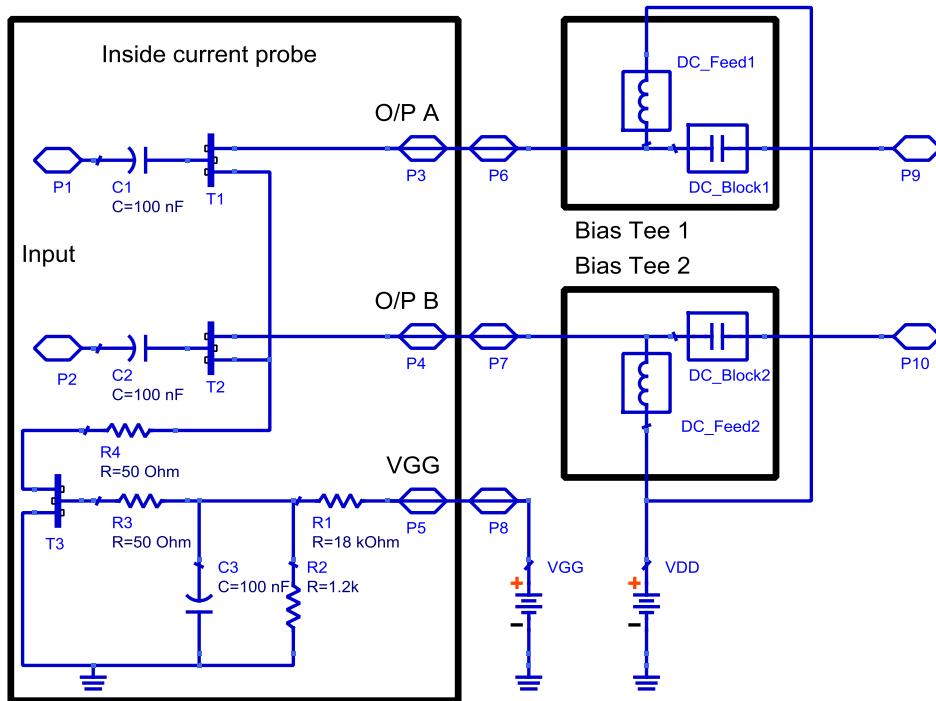 Inside current probe
DC_Feed1
O/P A
P1
C1
C=100 nF
T1
P3
P6
DC_Block1
P9
Input
Bias Tee 1
Bias Tee 2
O/P B
P2
C2
C=100 nF
T2
P4
P7
DC_Block2
P10
DC_Feed2
R4
R=50 Ohm
VGG
T3
R3
R=50 Ohm
R1
R=18 kOhm
P5
P8
C3
C=100 nF
R2
R=1.2k
VGG
VDD
+
+
−
−